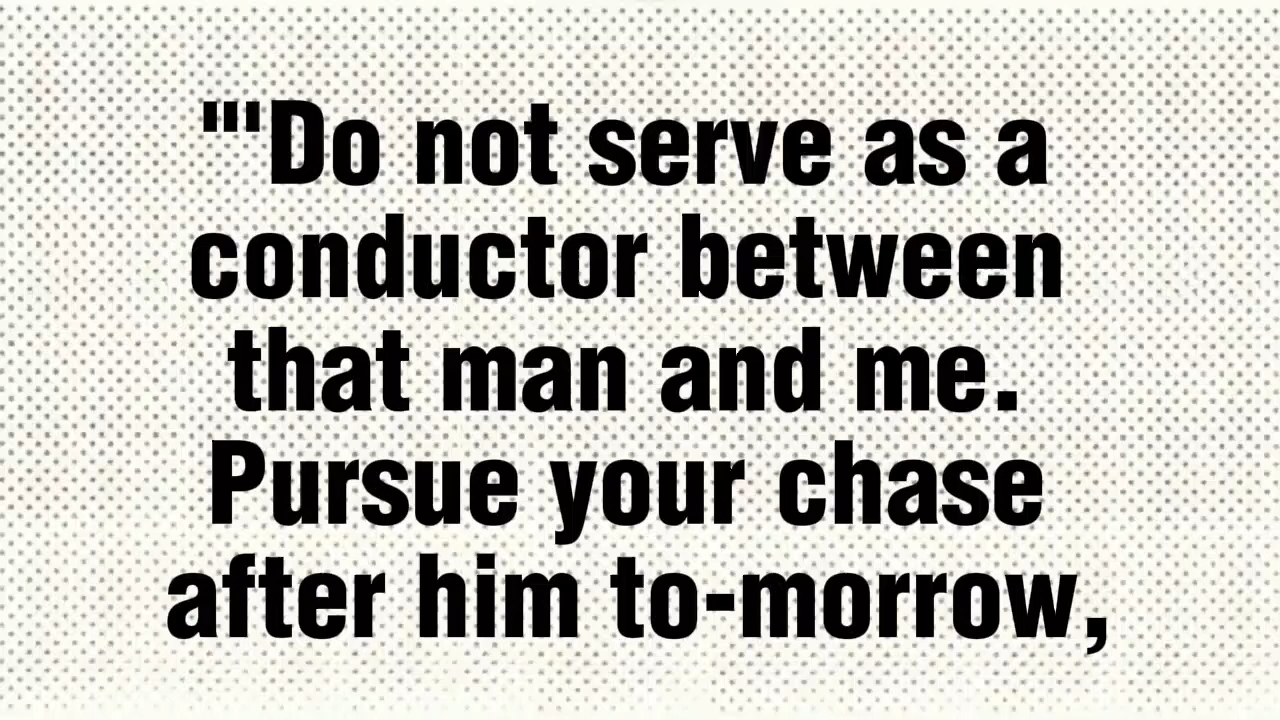 "'Do not serve as a
conductor between
that man and me.
Pursue your chase
after him to-morrow,